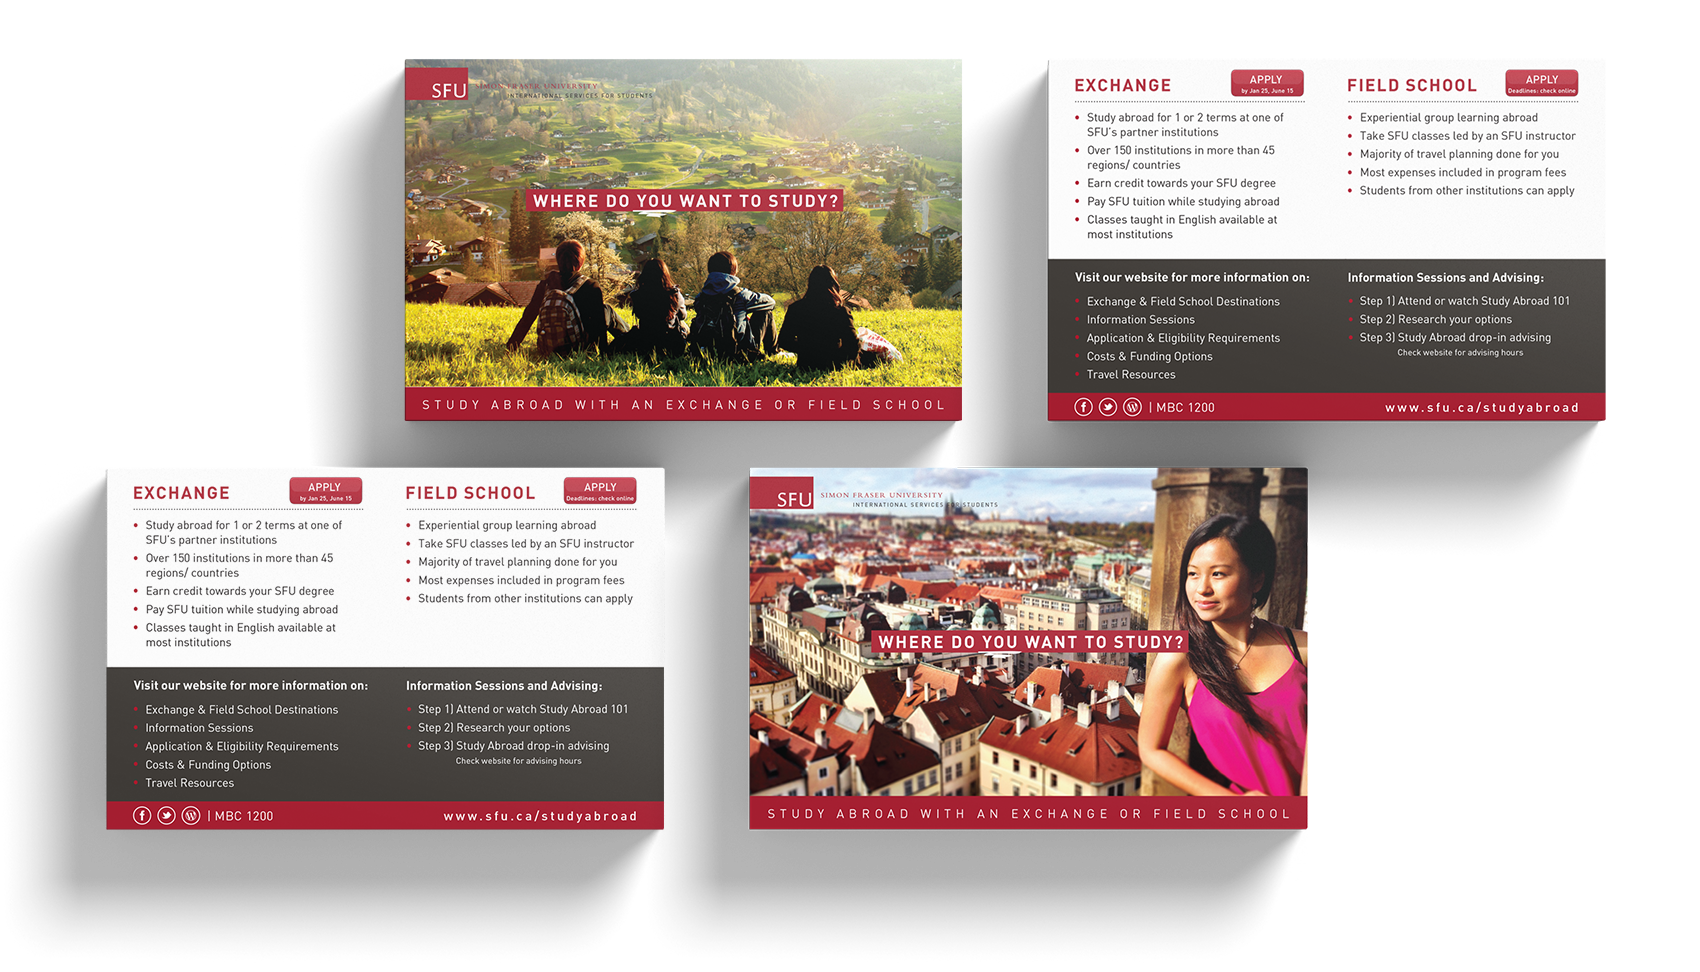 SFU SIMON FRASER UNIVERSITY
INTERNATIONAL SERVICES FOR STUDENTS
WHERE DO YOU WANT TO STUDY?
STUDY ABROAD WITH AN EXCHANGE OR FIELD SCHOOL
EXCHANGE
APPLY
by Jan 25, June 15
• Study abroad for 1 or 2 terms at one of
SFU's partner institutions
• Over 150 institutions in more than 45
regions/ countries
• Earn credit towards your SFU degree
• Pay SFU tuition while studying abroad
• Classes taught in English available at
most institutions
FIELD SCHOOL
APPLY
Deadlines: check online
• Experiential group learning abroad
• Take SFU classes led by an SFU instructor
• Majority of travel planning done for you
• Most expenses included in program fees
• Students from other institutions can apply
Visit our website for more information on:
• Exchange & Field School Destinations
• Information Sessions
• Application & Eligibility Requirements
• Costs & Funding Options
• Travel Resources
Information Sessions and Advising:
• Step 1) Attend or watch Study Abroad 101
• Step 2) Research your options
• Step 3) Study Abroad drop-in advising
Check website for advising hours
| MBC 1200
www.sfu.ca/studyabroad
EXCHANGE
APPLY
by Jan 25, June 15
• Study abroad for 1 or 2 terms at one of
SFU's partner institutions
• Over 150 institutions in more than 45
regions/ countries
• Earn credit towards your SFU degree
• Pay SFU tuition while studying abroad
• Classes taught in English available at
most institutions
FIELD SCHOOL
APPLY
Deadlines: check online
• Experiential group learning abroad
• Take SFU classes led by an SFU instructor
• Majority of travel planning done for you
• Most expenses included in program fees
• Students from other institutions can apply
Visit our website for more information on:
• Exchange & Field School Destinations
• Information Sessions
• Application & Eligibility Requirements
• Costs & Funding Options
• Travel Resources
Information Sessions and Advising:
• Step 1) Attend or watch Study Abroad 101
• Step 2) Research your options
• Step 3) Study Abroad drop-in advising
Check website for advising hours
| MBC 1200
www.sfu.ca/studyabroad
SFU SIMON FRASER UNIVERSITY
INTERNATIONAL SERVICES FOR STUDENTS
WHERE DO YOU WANT TO STUDY?
STUDY ABROAD WITH AN EXCHANGE OR FIELD SCHOOL